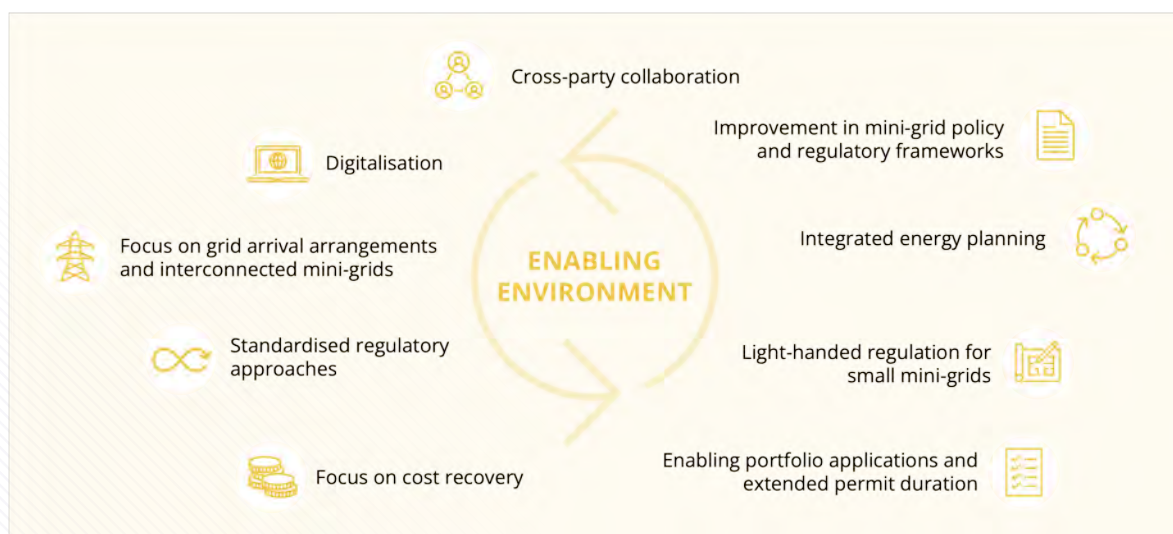 Cross-party collaboration
Improvement in mini-grid policy
and regulatory frameworks
Digitalisation
Integrated energy planning
Focus on grid arrival arrangements
and interconnected mini-grids
ENABLING
ENVIRONMENT
Standardised regulatory
approaches
Light-handed regulation for
small mini-grids
Focus on cost recovery
Enabling portfolio applications and
extended permit duration